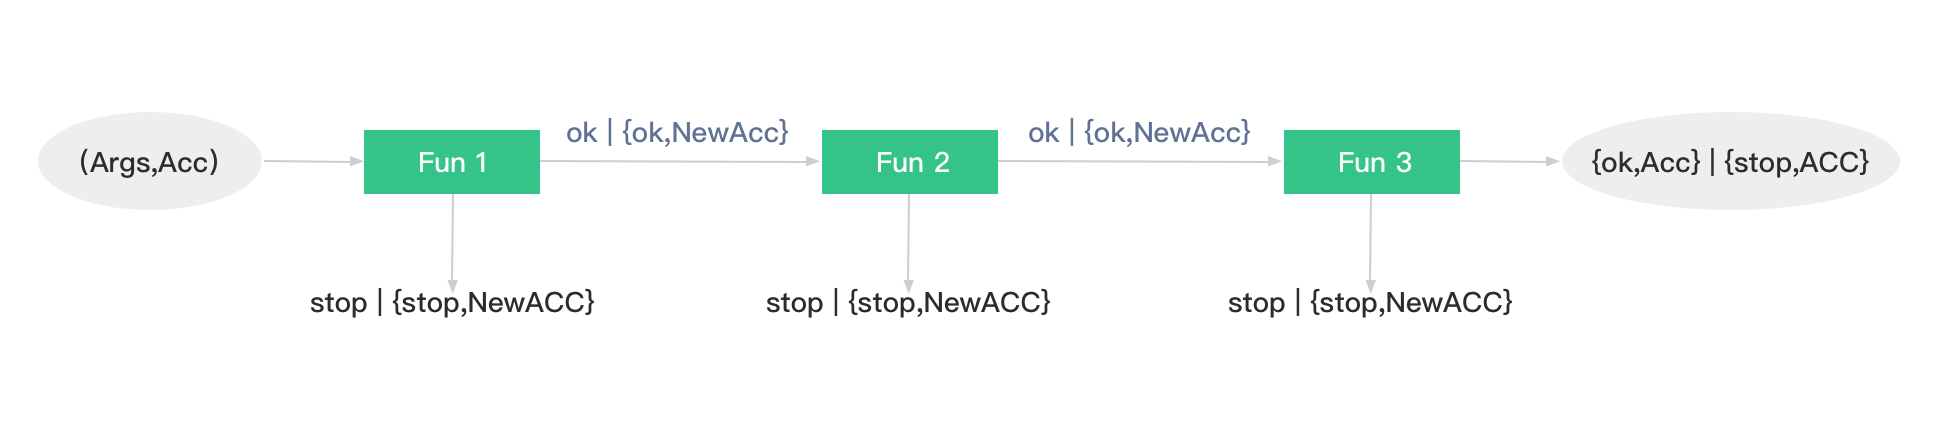 ok | {ok,NewAcc}
ok | {ok,NewAcc}
(Args,Acc)
Fun 1
Fun 2
Fun 3
{ok,Acc} | {stop,ACC}
stop | {stop,NewACC}
stop | {stop,NewACC}
stop | {stop,NewACC}